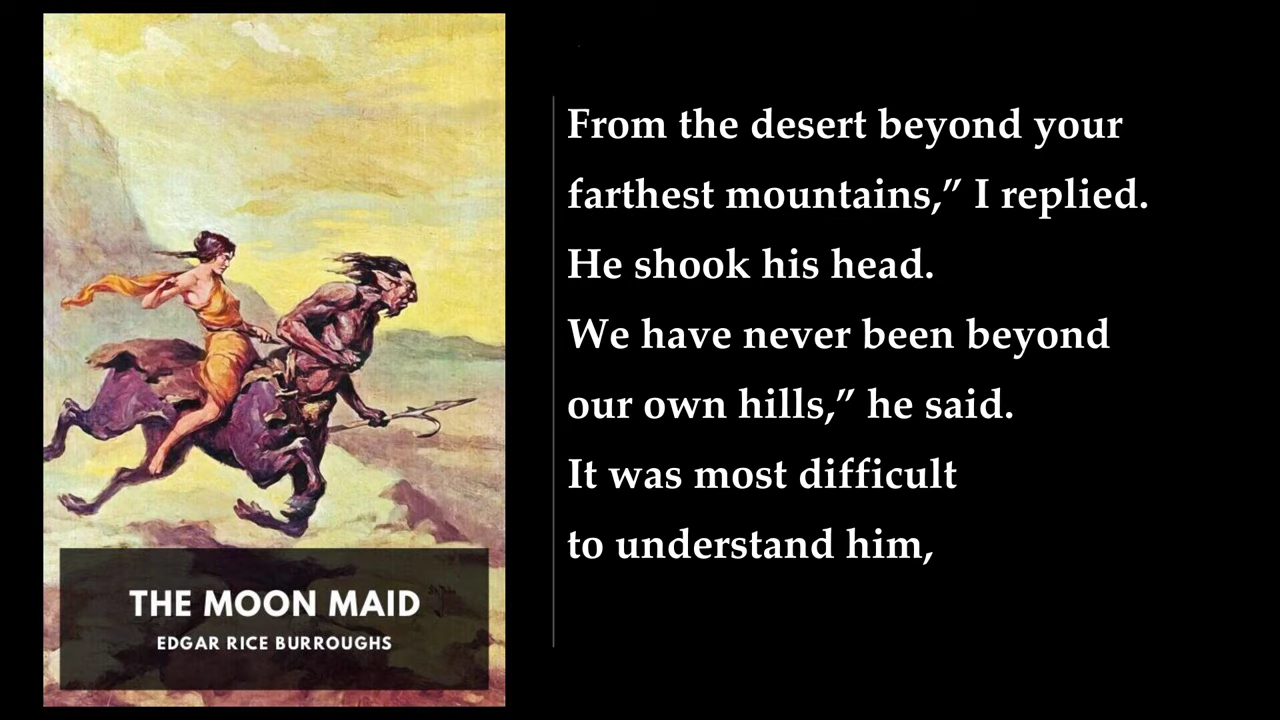 THE MOON MAID
EDGAR RICE BURROUGHS
From the desert beyond your
farthest mountains,” I replied.
He shook his head.
We have never been beyond
our own hills,” he said.
It was most difficult
to understand him,